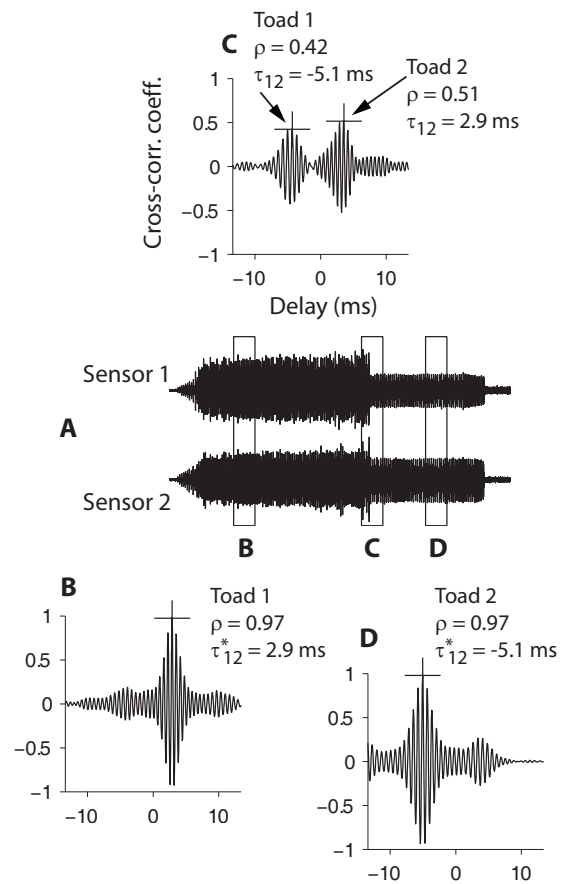 C
Toad 1
ρ = 0.42
τ12 = -5.1 ms
Toad 2
ρ = 0.51
τ12 = 2.9 ms
Cross-corr. coeff.
1
0.5
0
−0.5
−1
−10 0 10
Delay (ms)
A
Sensor 1
Sensor 2
B C D
B
Toad 1
ρ = 0.97
τ*12 = 2.9 ms
1
0.5
0
−0.5
−1
−10 0 10
D
Toad 2
ρ = 0.97
τ*12 = -5.1 ms
1
0.5
0
−0.5
−1
−10 0 10